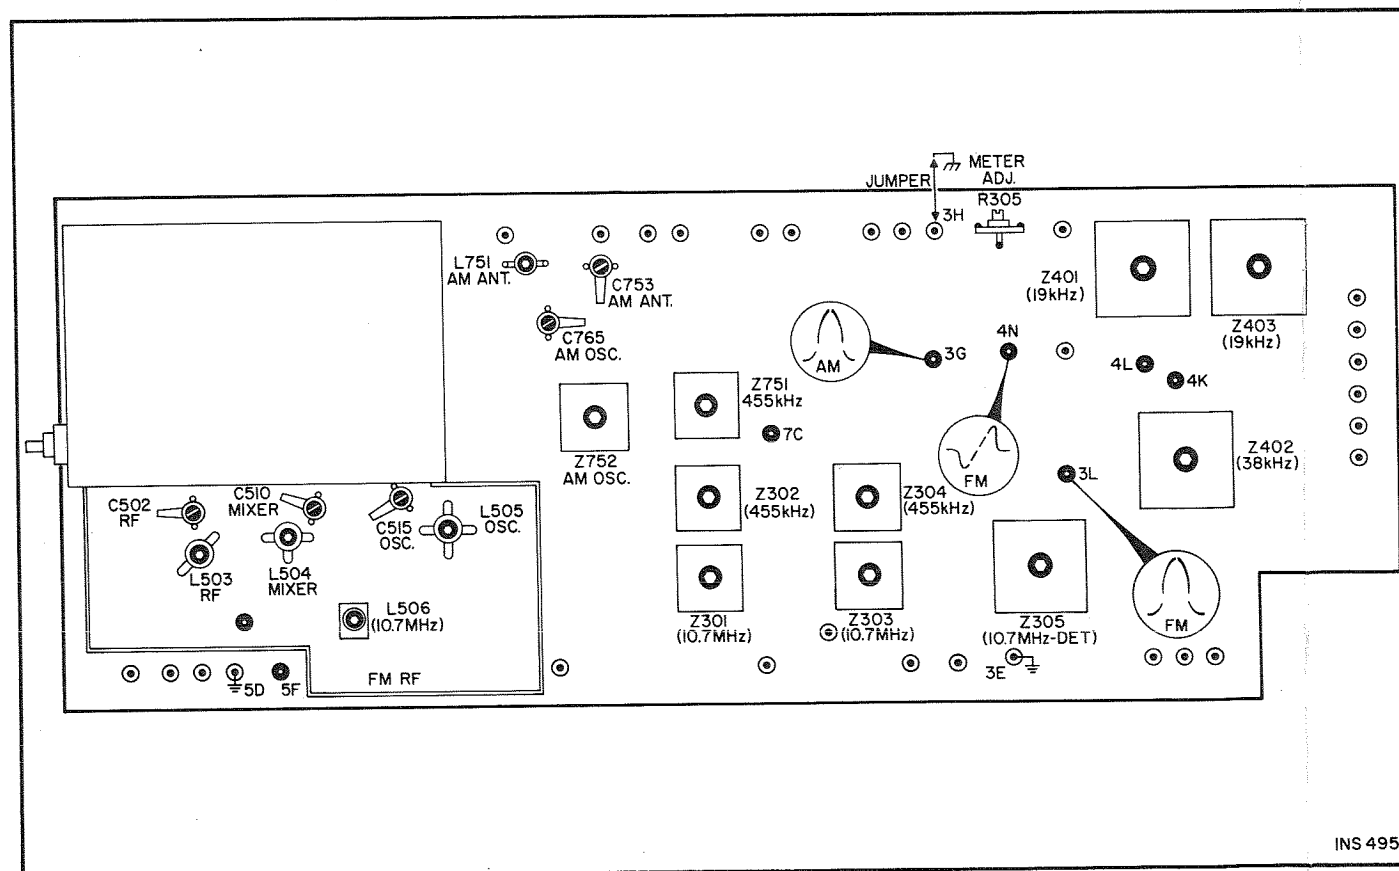 JUMPER
METER
ADJ.
R305
3H
L751
AM ANT.
C753
AM ANT.
C765
AM OSC.
Z401
(19kHz)
Z403
(19kHz)
AM
3G
4N
4L
4K
Z751
455kHz
7C
Z752
AM OSC.
FM
3L
Z402
(38kHz)
C502
RF
C510
MIXER
C515
OSC.
L505
OSC.
Z302
(455kHz)
Z304
(455kHz)
L503
RF
L504
MIXER
L506
(10.7MHz)
Z301
(10.7MHz)
Z303
(10.7MHz)
Z305
(10.7MHz-DET)
FM
5D
5F
FM RF
3E
INS 495